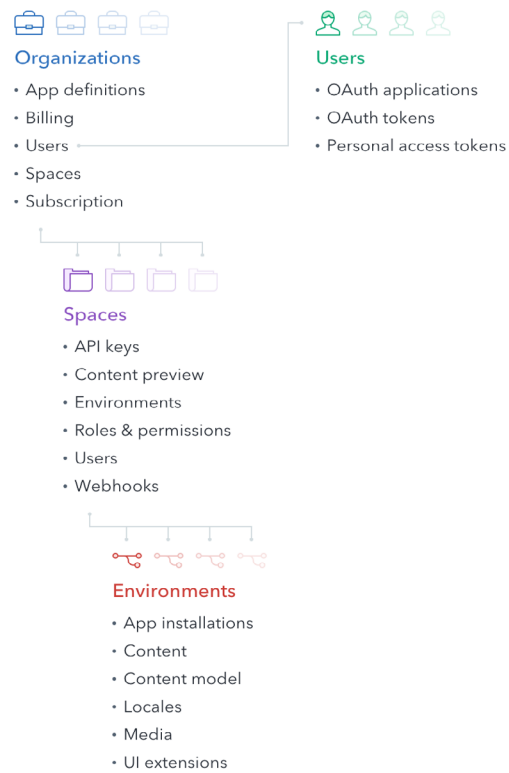 Organizations
• App definitions
• Billing
• Users
• Spaces
• Subscription
Users
• OAuth applications
• OAuth tokens
• Personal access tokens
Spaces
• API keys
• Content preview
• Environments
• Roles & permissions
• Users
• Webhooks
Environments
• App installations
• Content
• Content model
• Locales
• Media
• UI extensions